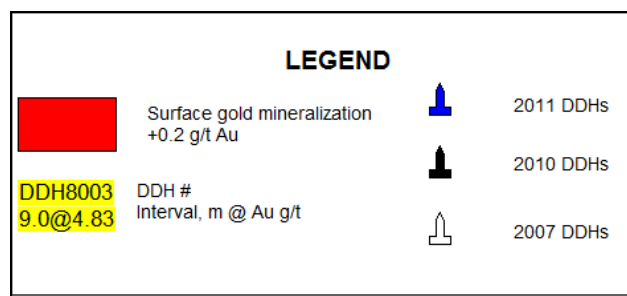 LEGEND
Surface gold mineralization
+0.2 g/t Au
DDH8003
9.0@4.83
DDH #
Interval, m @ Au g/t
2011 DDHs
2010 DDHs
2007 DDHs